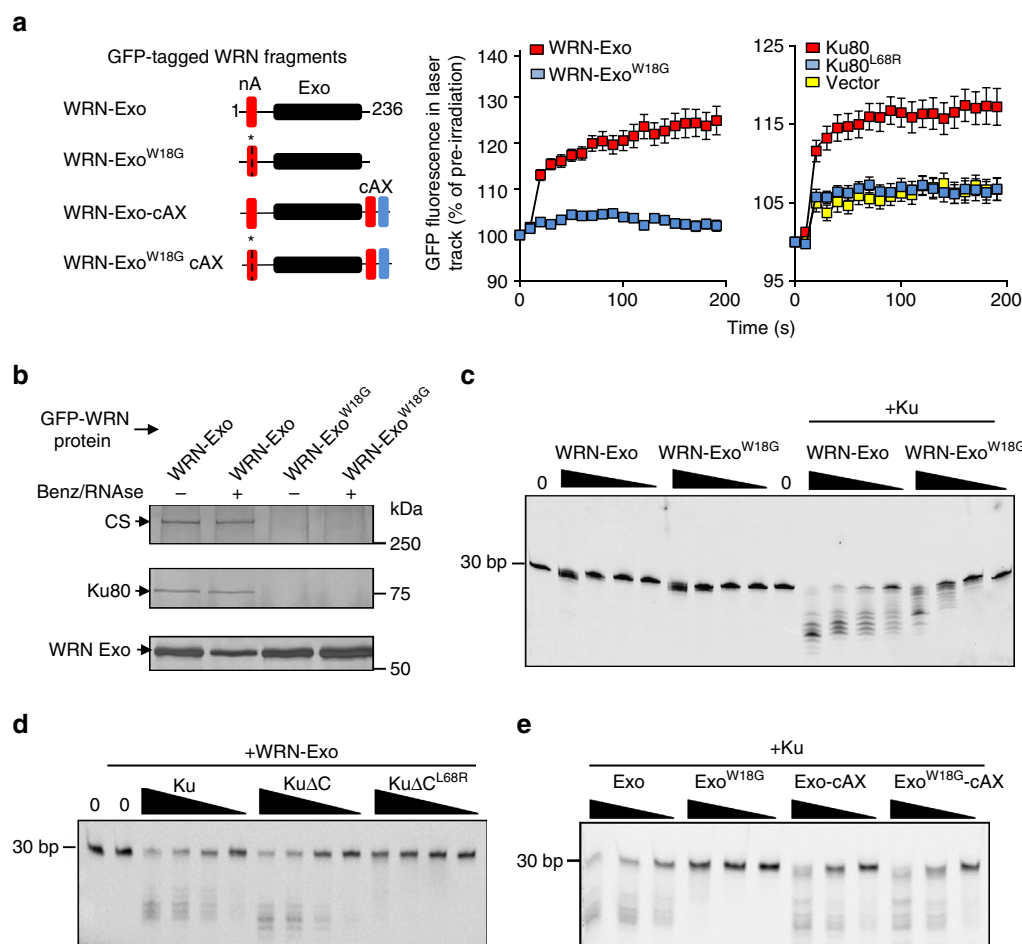 a
GFP-tagged WRN fragments
nA
Exo
WRN-Exo
1
236
*
WRN-Exo^W18G
cAX
WRN-Exo-cAX
*
WRN-Exo^W18G cAX
GFP fluorescence in laser
track (% of pre-irradiation)
140
130
120
110
100
90
0
100
200
WRN-Exo
WRN-Exo^W18G
125
115
105
95
0
100
200
Ku80
Ku80^L68R
Vector
Time (s)
b
GFP-WRN
protein
WRN-Exo
WRN-Exo
WRN-Exo^W18G
WRN-Exo^W18G
Benz/RNAse
– + – +
kDa
CS
250
Ku80
75
WRN Exo
50
c
+Ku
WRN-Exo WRN-Exo^W18G WRN-Exo WRN-Exo^W18G
0 0
30 bp
d
+WRN-Exo
Ku KuΔC KuΔC^L68R
0 0
30 bp
e
+Ku
Exo Exo^W18G Exo-cAX Exo^W18G-cAX
30 bp